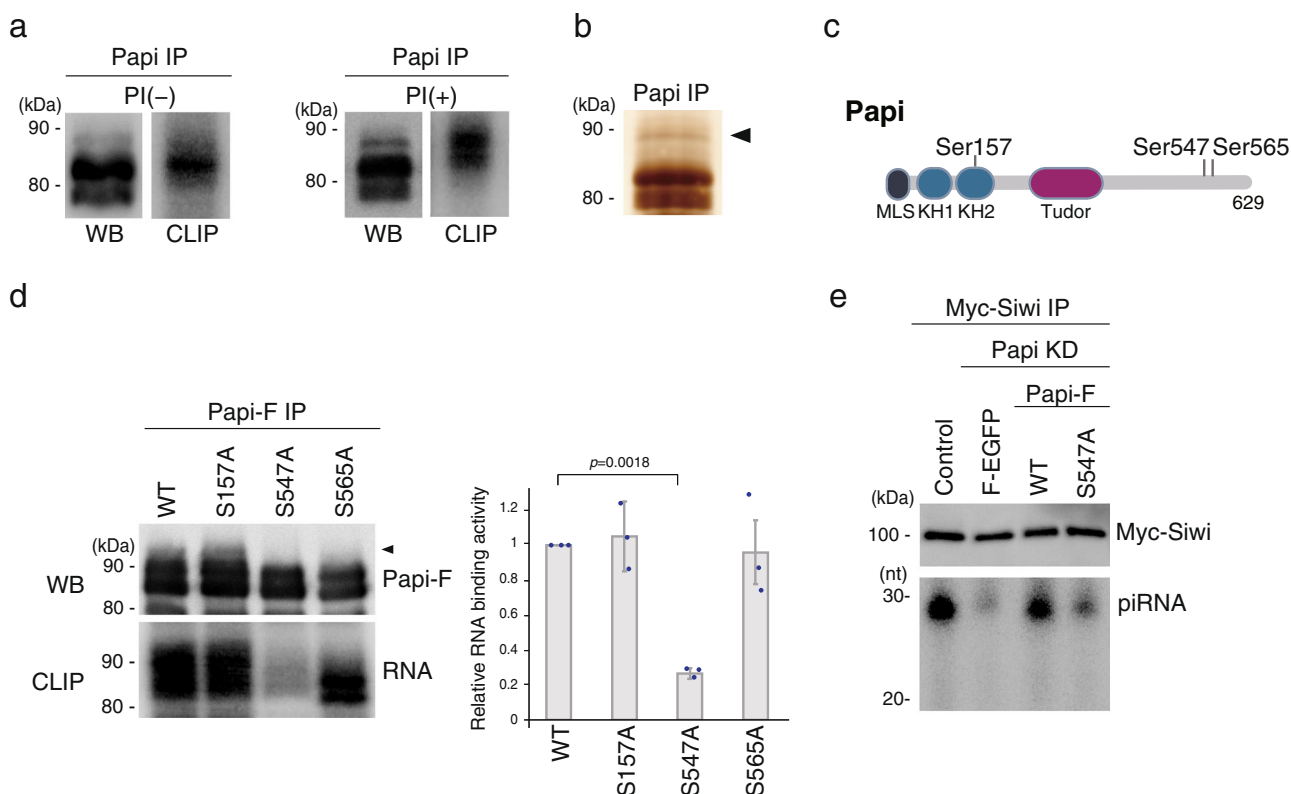 a
Papi IP
PI(–)
(kDa)
90 -
80 -
WB
CLIP
Papi IP
PI(+)
(kDa)
90 -
80 -
WB
CLIP
b
Papi IP
(kDa)
90 -
80 -
c
Papi
Ser157
Ser547
Ser565
MLS
KH1
KH2
Tudor
629
d
Papi-F IP
WT
S157A
S547A
S565A
(kDa)
90 -
80 -
WB
Papi-F
90 -
80 -
CLIP
RNA
p=0.0018
Relative RNA binding activity
1.2
1
0.8
0.6
0.4
0.2
0
WT
S157A
S547A
S565A
e
Myc-Siwi IP
Papi KD
Papi-F
Control
F-EGFP
WT
S547A
(kDa)
100 -
Myc-Siwi
(nt)
30-
piRNA
20-